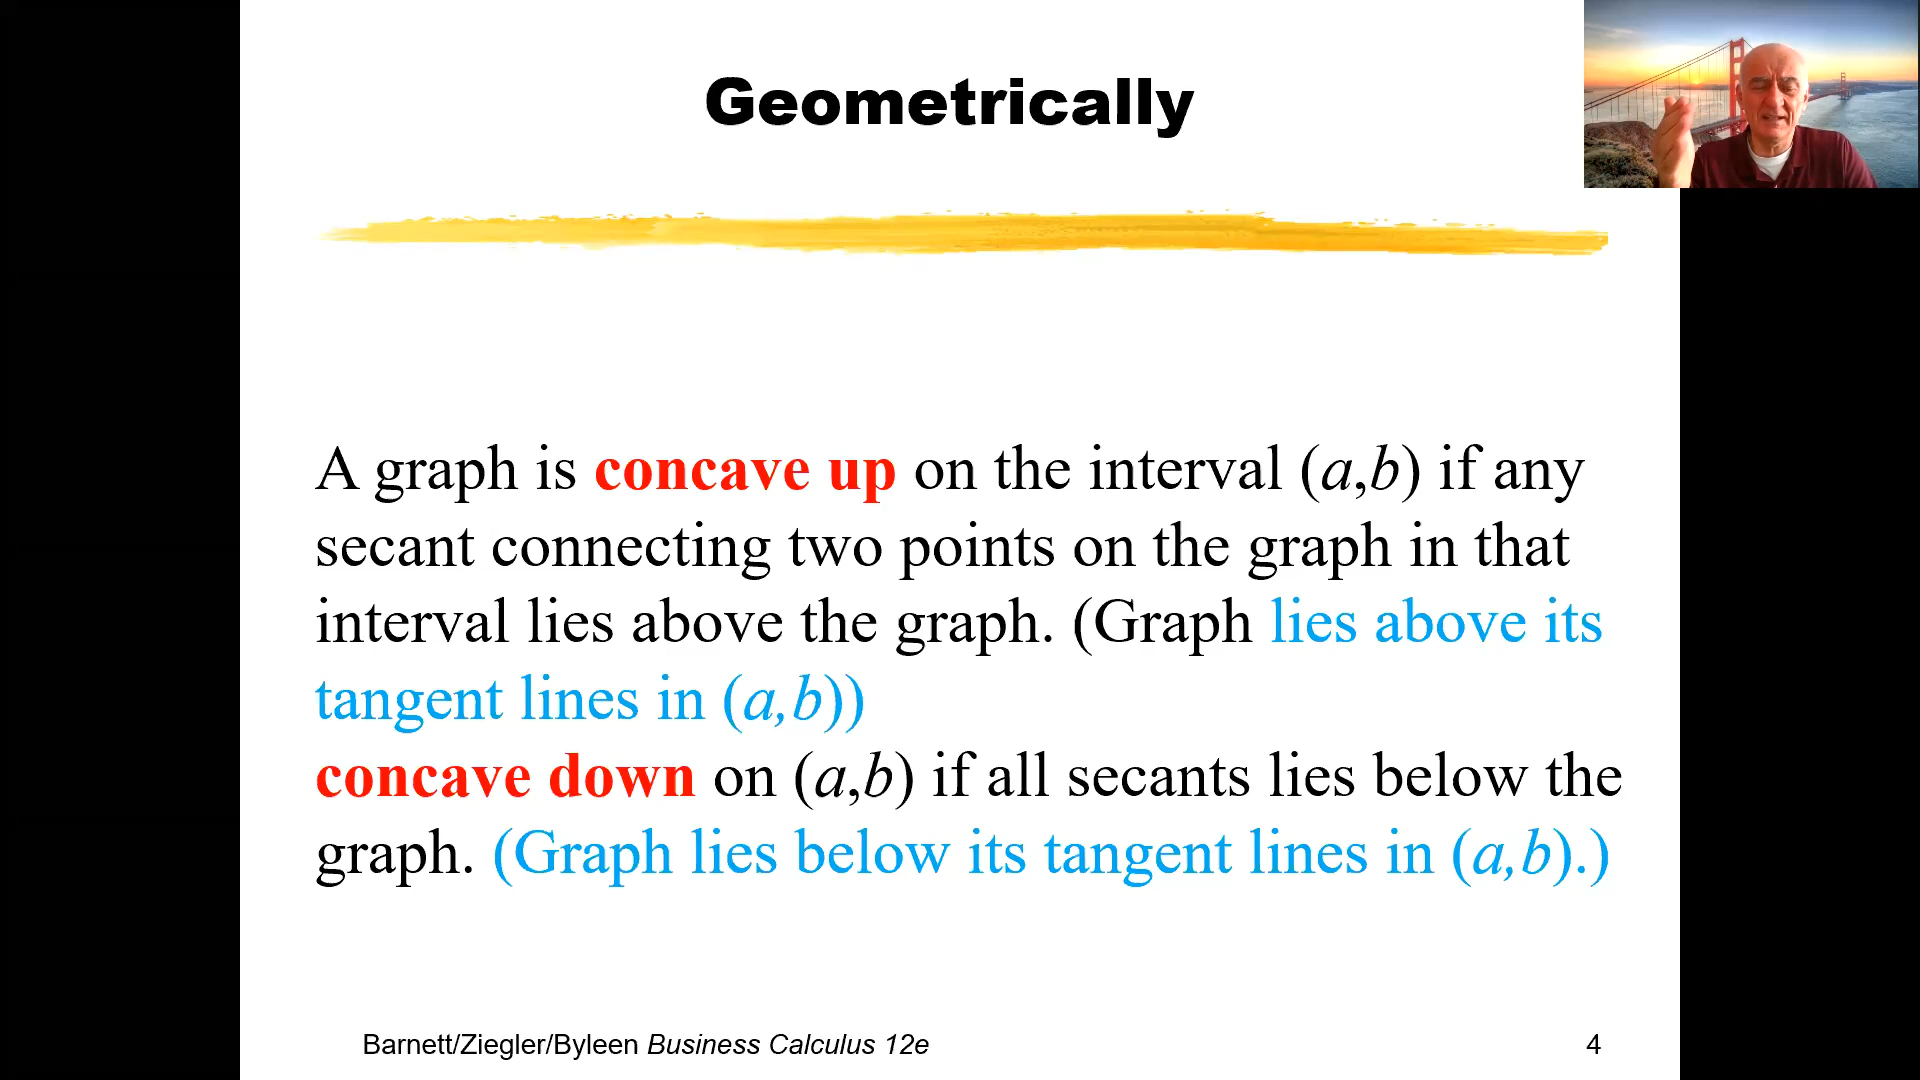 Geometrically
A graph is concave up on the interval (a,b) if any
secant connecting two points on the graph in that
interval lies above the graph. (Graph lies above its
tangent lines in (a,b))
concave down on (a,b) if all secants lies below the
graph. (Graph lies below its tangent lines in (a,b).)
Barnett/Ziegler/Byleen Business Calculus 12e
4